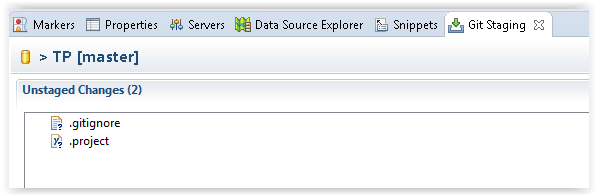 Markers Properties Servers Data Source Explorer Snippets Git Staging
> TP [master]
Unstaged Changes (2)
.gitignore
.project